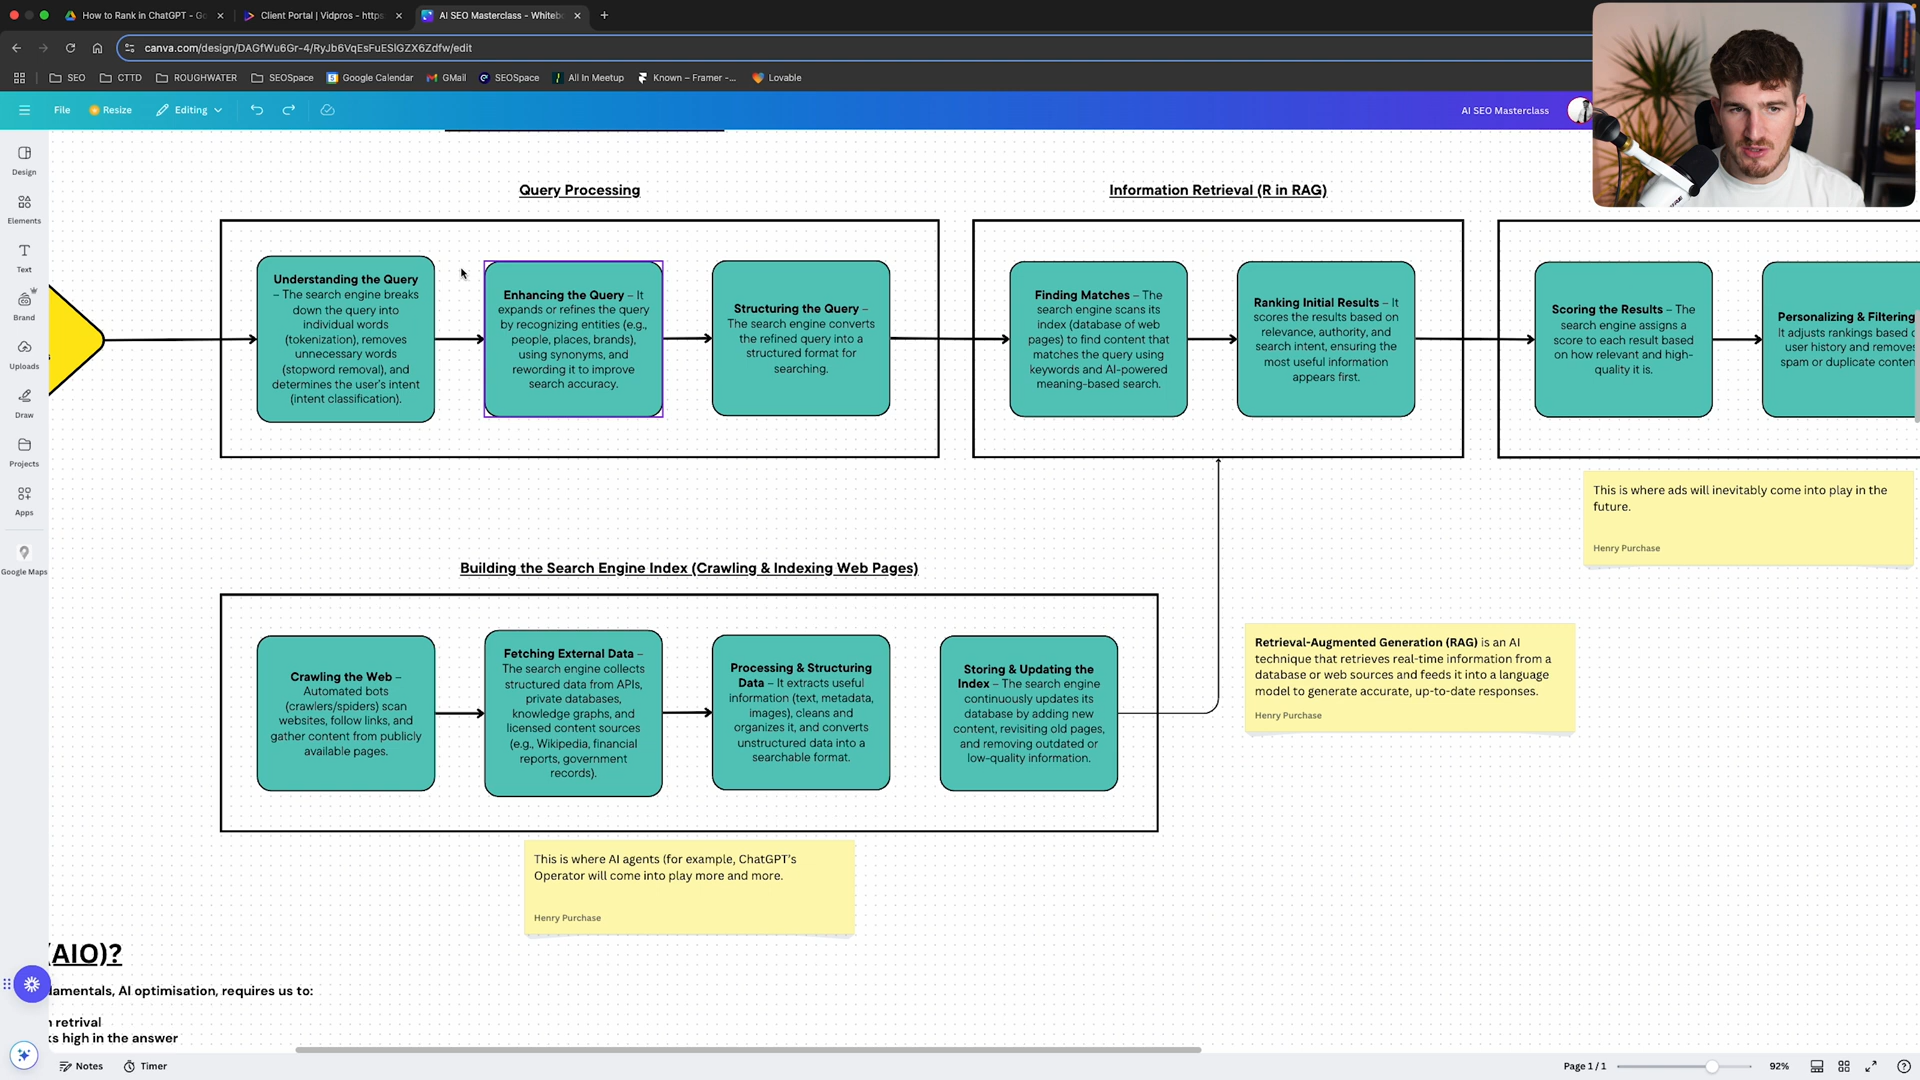 How to Rank in ChatGPT - Go
Client Portal | Vidpros - https
AI SEO Masterclass - Whitebo
canva.com/design/DAGfWu6Gr-4/RyJb6VqEsFuESlGZX6Zdfw/edit
SEO
CTTD
ROUGHWATER
SEOSpace
Google Calendar
GMail
SEOSpace
All In Meetup
Known – Framer -...
Lovable
File
Resize
Editing
AI SEO Masterclass
Design
Elements
Text
Brand
Uploads
Draw
Projects
Apps
Google Maps
Query Processing
Understanding the Query
– The search engine breaks
down the query into
individual words
(tokenization), removes
unnecessary words
(stopword removal), and
determines the user's intent
(intent classification).
Enhancing the Query – It
expands or refines the query
by recognizing entities (e.g.,
people, places, brands),
using synonyms, and
rewording it to improve
search accuracy.
Structuring the Query –
The search engine converts
the refined query into a
structured format for
searching.
Information Retrieval (R in RAG)
Finding Matches – The
search engine scans its
index (database of web
pages) to find content that
matches the query using
keywords and AI-powered
meaning-based search.
Ranking Initial Results – It
scores the results based on
relevance, authority, and
search intent, ensuring the
most useful information
appears first.
Scoring the Results – The
search engine assigns a
score to each result based
on how relevant and high-
quality it is.
Personalizing & Filtering
It adjusts rankings based o
user history and removes
spam or duplicate conten
This is where ads will inevitably come into play in the
future.
Henry Purchase
Building the Search Engine Index (Crawling & Indexing Web Pages)
Crawling the Web –
Automated bots
(crawlers/spiders) scan
websites, follow links, and
gather content from publicly
available pages.
Fetching External Data –
The search engine collects
structured data from APIs,
private databases,
knowledge graphs, and
licensed content sources
(e.g., Wikipedia, financial
reports, government
records).
Processing & Structuring
Data – It extracts useful
information (text, metadata,
images), cleans and
organizes it, and converts
unstructured data into a
searchable format.
Storing & Updating the
Index – The search engine
continuously updates its
database by adding new
content, revisiting old pages,
and removing outdated or
low-quality information.
Retrieval-Augmented Generation (RAG) is an AI
technique that retrieves real-time information from a
database or web sources and feeds it into a language
model to generate accurate, up-to-date responses.
Henry Purchase
This is where AI agents (for example, ChatGPT's
Operator will come into play more and more.
Henry Purchase
(AIO)?
damentals, AI optimisation, requires us to:
n retrival
ks high in the answer
Notes
Timer
Page 1 / 1
92%